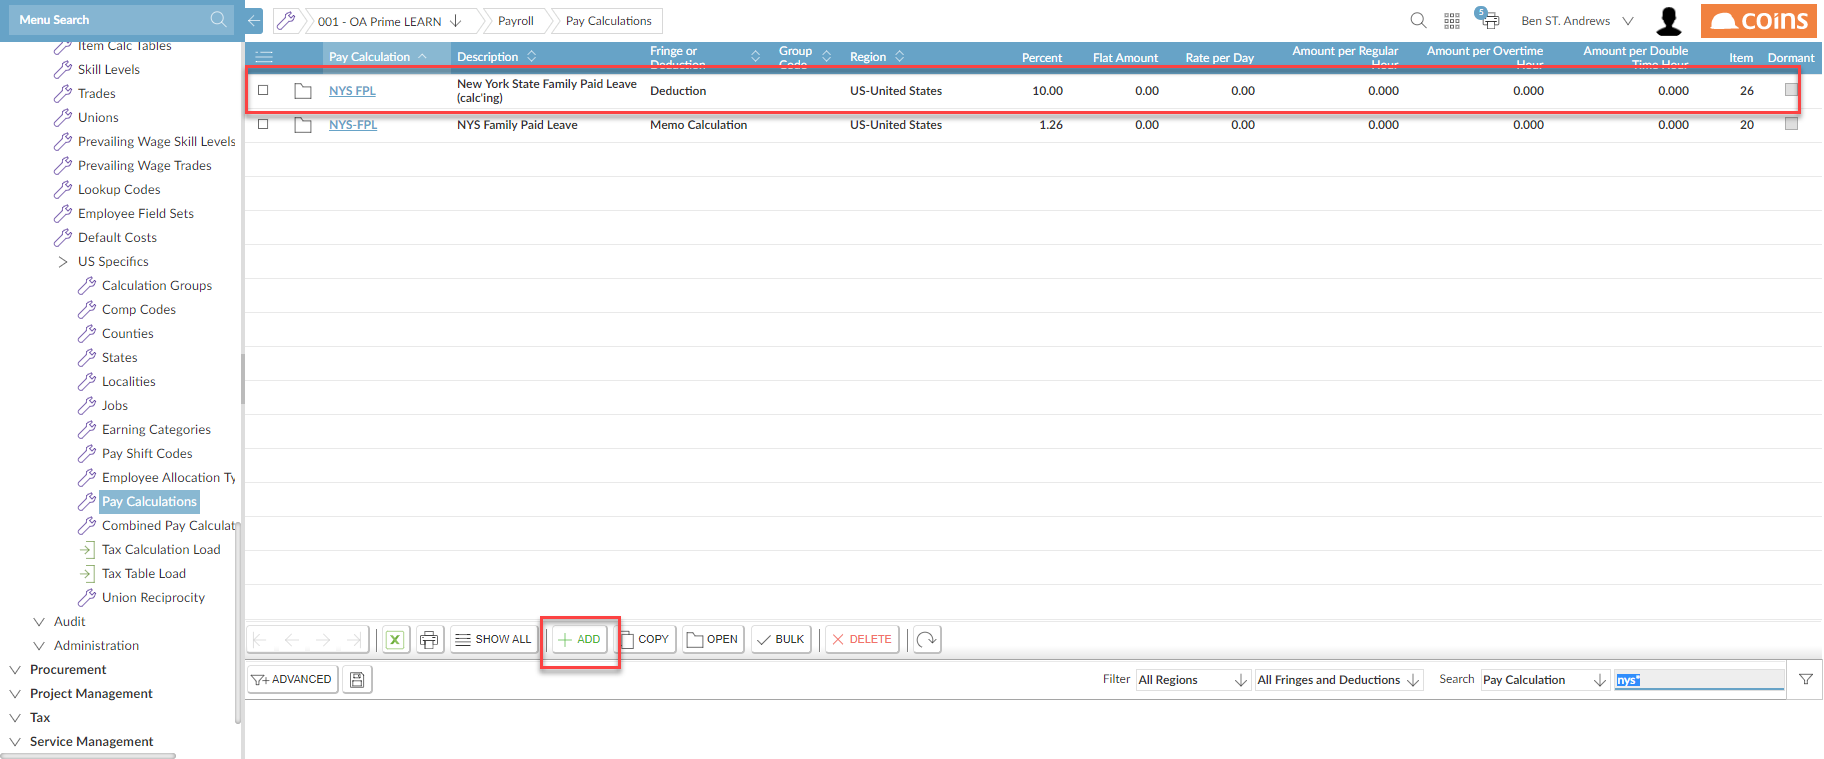 Menu Search
001 - OA Prime LEARN
Payroll
Pay Calculations
5
Ben ST. Andrews
coins
Item Calc Tables
Skill Levels
Trades
Unions
Prevailing Wage Skill Levels
Prevailing Wage Trades
Lookup Codes
Employee Field Sets
Default Costs
US Specifics
Calculation Groups
Comp Codes
Counties
States
Localities
Jobs
Earning Categories
Pay Shift Codes
Employee Allocation Ty
Pay Calculations
Combined Pay Calculat
Tax Calculation Load
Tax Table Load
Union Reciprocity
Audit
Administration
Procurement
Project Management
Tax
Service Management
Pay Calculation
Description
Fringe or
Deduction
Group
Code
Region
Percent
Flat Amount
Rate per Day
Amount per Regular
Hour
Amount per Overtime
Hour
Amount per Double
Time Hour
Item
Dormant
NYS FPL
New York State Family Paid Leave
(calc'ing)
Deduction
US-United States
10.00
0.00
0.00
0.000
0.000
0.000
26
NYS-FPL
NYS Family Paid Leave
Memo Calculation
US-United States
1.26
0.00
0.00
0.000
0.000
0.000
20
SHOW ALL
ADD
COPY
OPEN
BULK
DELETE
ADVANCED
Filter
All Regions
All Fringes and Deductions
Search
Pay Calculation
nys*